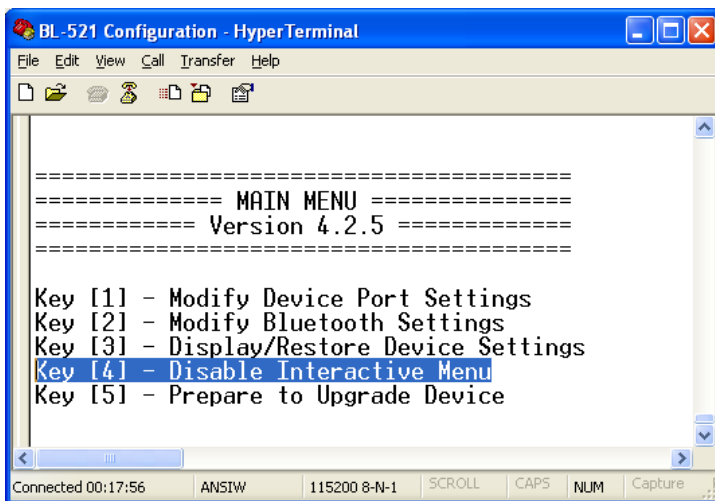 BL-521 Configuration - HyperTerminal
File Edit View Call Transfer Help
========================================
================ MAIN MENU ===============
============ Version 4.2.5 =============
========================================
Key [1] - Modify Device Port Settings
Key [2] - Modify Bluetooth Settings
Key [3] - Display/Restore Device Settings
Key [4] - Disable Interactive Menu
Key [5] - Prepare to Upgrade Device
Connected 00:17:56 ANSIW 115200 8-N-1 SCROLL CAPS NUM Capture